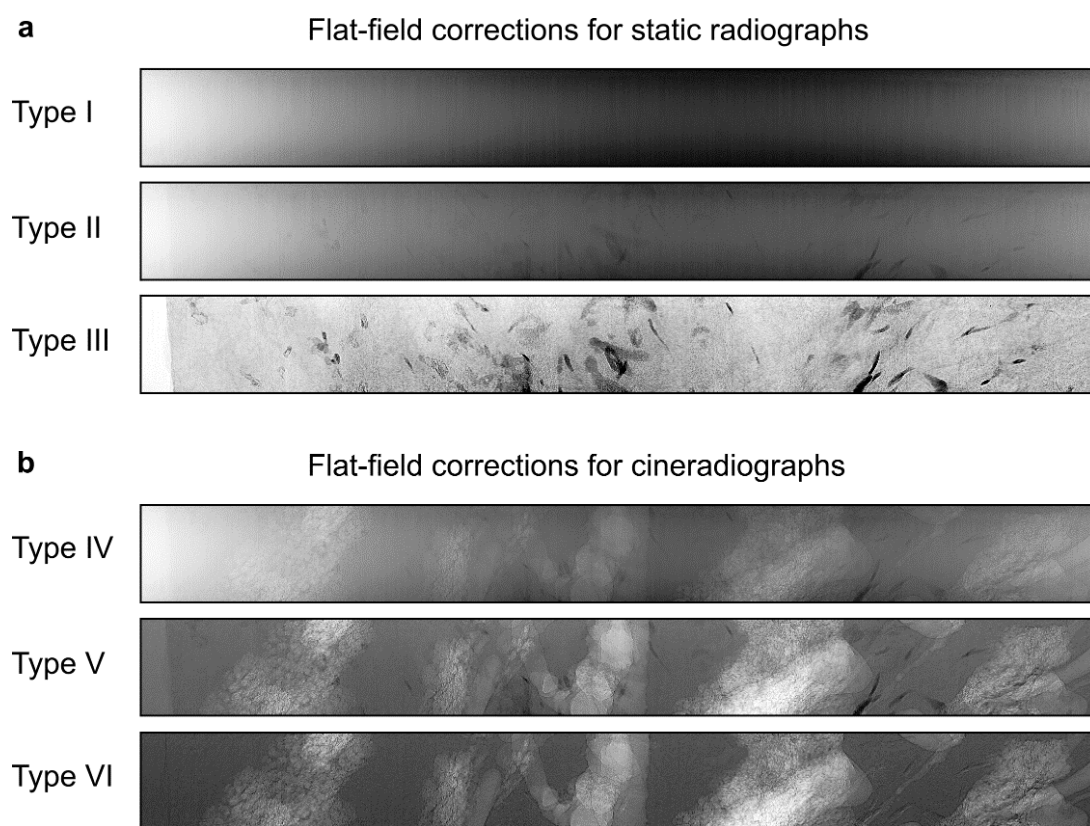 a
Flat-field corrections for static radiographs
Type I
Type II
Type III
b
Flat-field corrections for cineradiographs
Type IV
Type V
Type VI